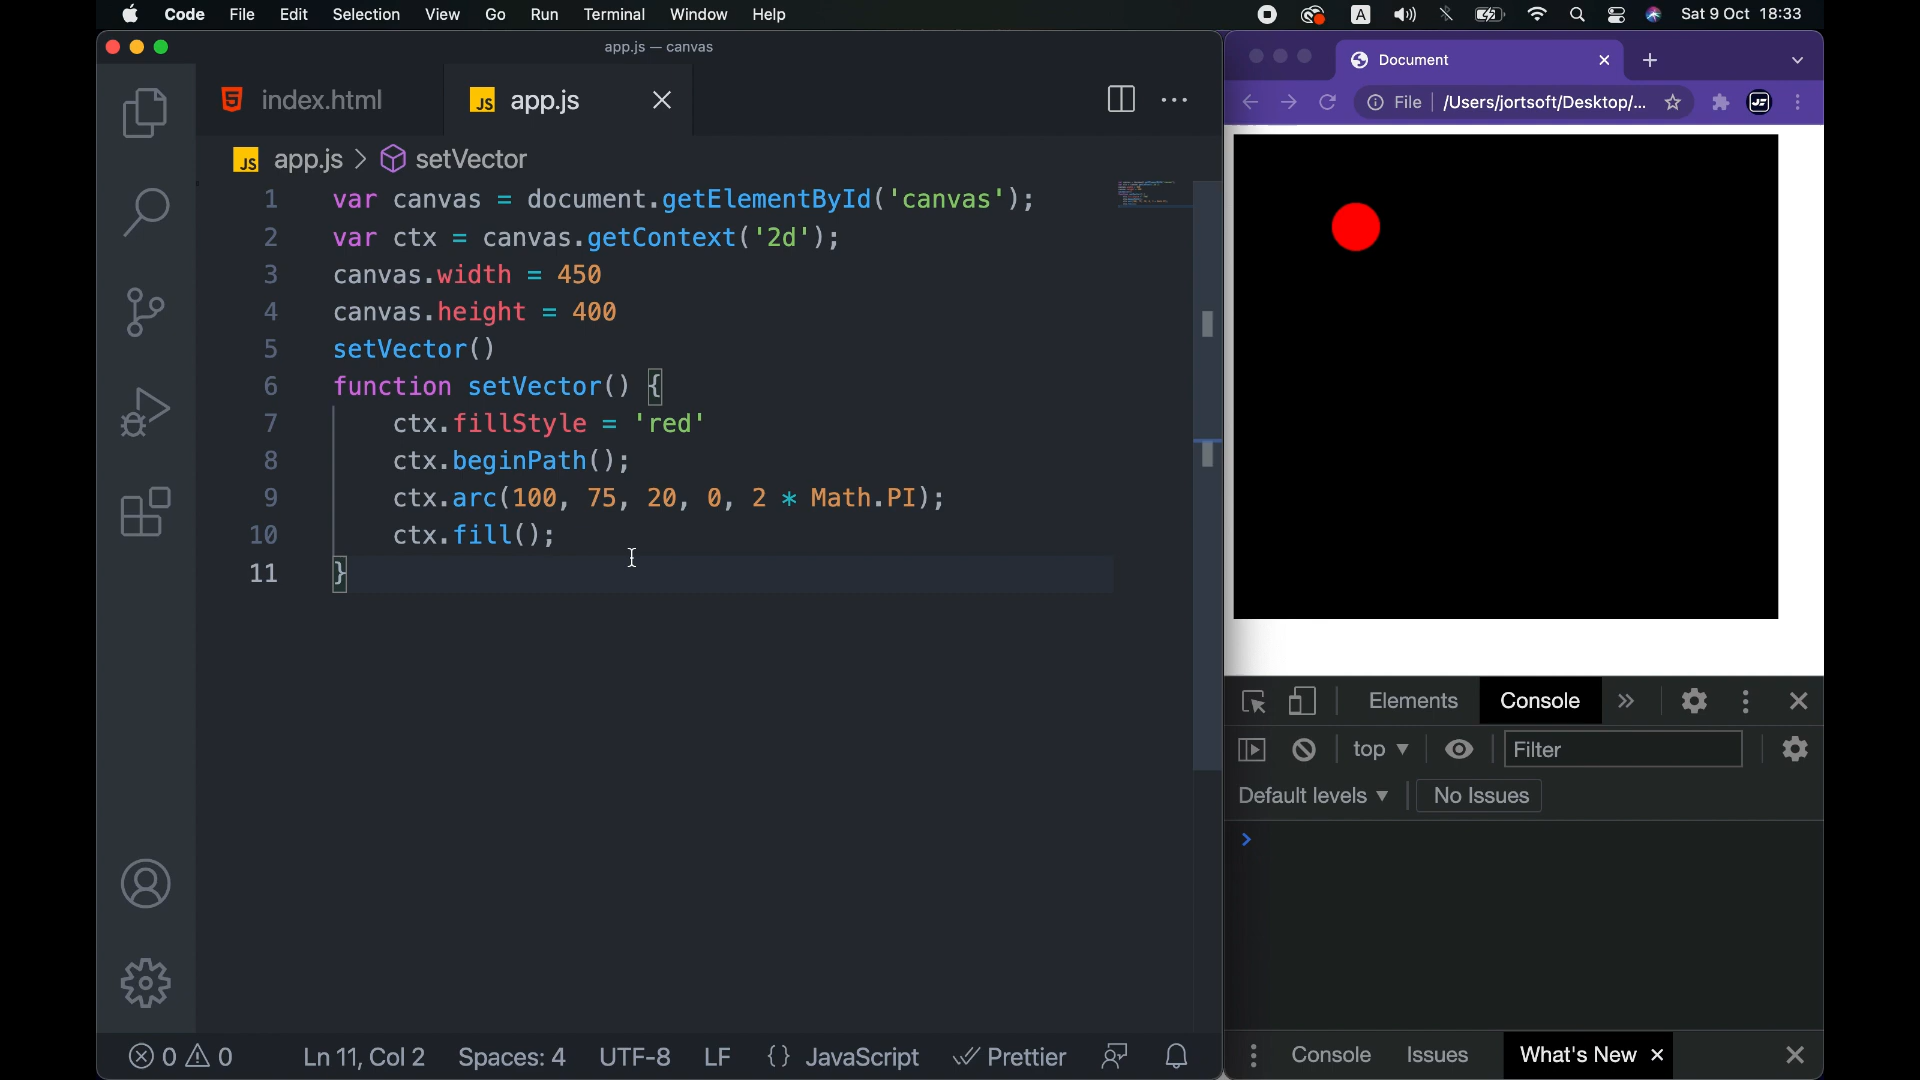 Code File Edit Selection View Go Run Terminal Window Help
A
Sat 9 Oct 18:33
app.js — canvas
index.html
JS app.js
JS app.js > setVector
1 var canvas = document.getElementById('canvas');
2 var ctx = canvas.getContext('2d');
3 canvas.width = 450
4 canvas.height = 400
5 setVector()
6 function setVector() {
7 ctx.fillStyle = 'red'
8 ctx.beginPath();
9 ctx.arc(100, 75, 20, 0, 2 * Math.PI);
10 ctx.fill();
11 }
0 0 Ln 11, Col 2 Spaces: 4 UTF-8 LF {} JavaScript Prettier
Document
File /Users/jortsoft/Desktop/...
Elements Console
top Filter
Default levels No Issues
Console Issues What's New